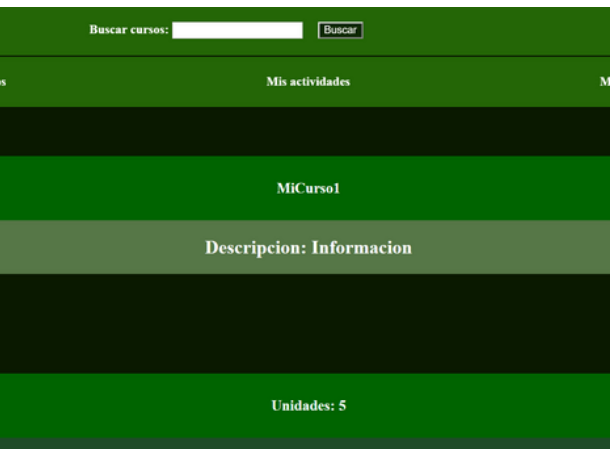 Buscar cursos: Buscar
Mis actividades
MiCurso1
Descripcion: Informacion
Unidades: 5